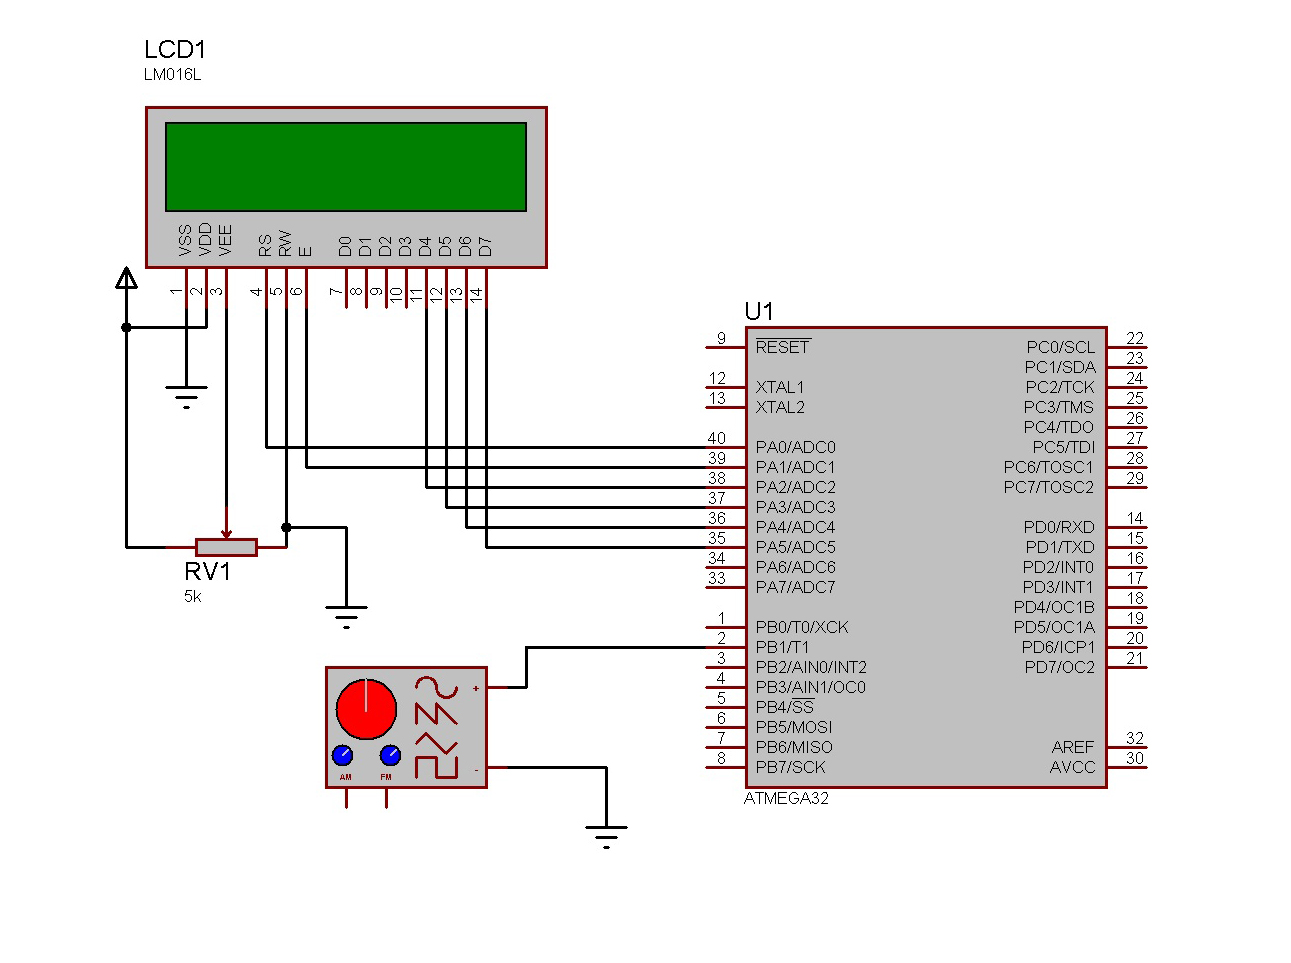 LCD1
LM016L
VSS VDD VEE RS RW E D0 D1 D2 D3 D4 D5 D6 D7
1 2 3 4 5 6 7 8 9 10 11 12 13 14
RV1
5k
AM FM
+
-
U1
9 RESET PC0/SCL 22
PC1/SDA 23
12 XTAL1 PC2/TCK 24
13 XTAL2 PC3/TMS 25
PC4/TDO 26
40 PA0/ADC0 PC5/TDI 27
39 PA1/ADC1 PC6/TOSC1 28
38 PA2/ADC2 PC7/TOSC2 29
37 PA3/ADC3
36 PA4/ADC4 PD0/RXD 14
35 PA5/ADC5 PD1/TXD 15
34 PA6/ADC6 PD2/INT0 16
33 PA7/ADC7 PD3/INT1 17
PD4/OC1B 18
1 PB0/T0/XCK PD5/OC1A 19
2 PB1/T1 PD6/ICP1 20
3 PB2/AIN0/INT2 PD7/OC2 21
4 PB3/AIN1/OC0
5 PB4/SS
6 PB5/MOSI
7 PB6/MISO AREF 32
8 PB7/SCK AVCC 30
ATMEGA32